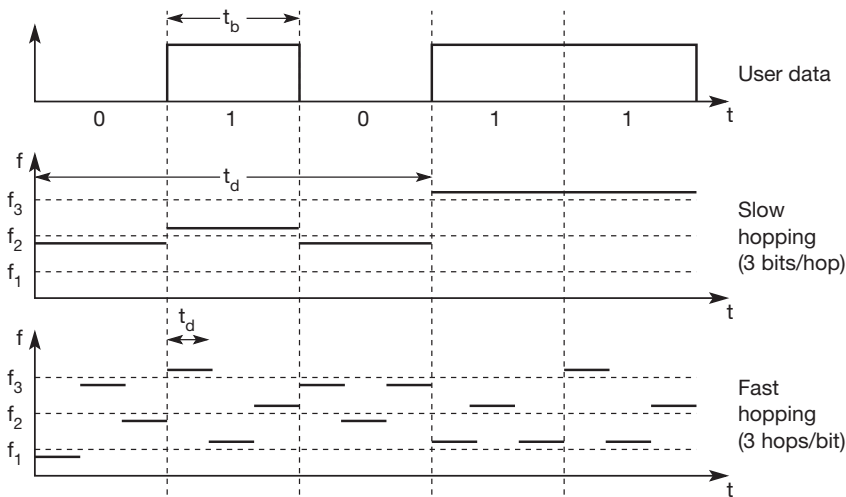 t_b
User data
0 1 0 1 1 t
f
t_d
f_3
f_2
f_1
Slow
hopping
(3 bits/hop)
t
t_d
f
f_3
f_2
f_1
Fast
hopping
(3 hops/bit)
t